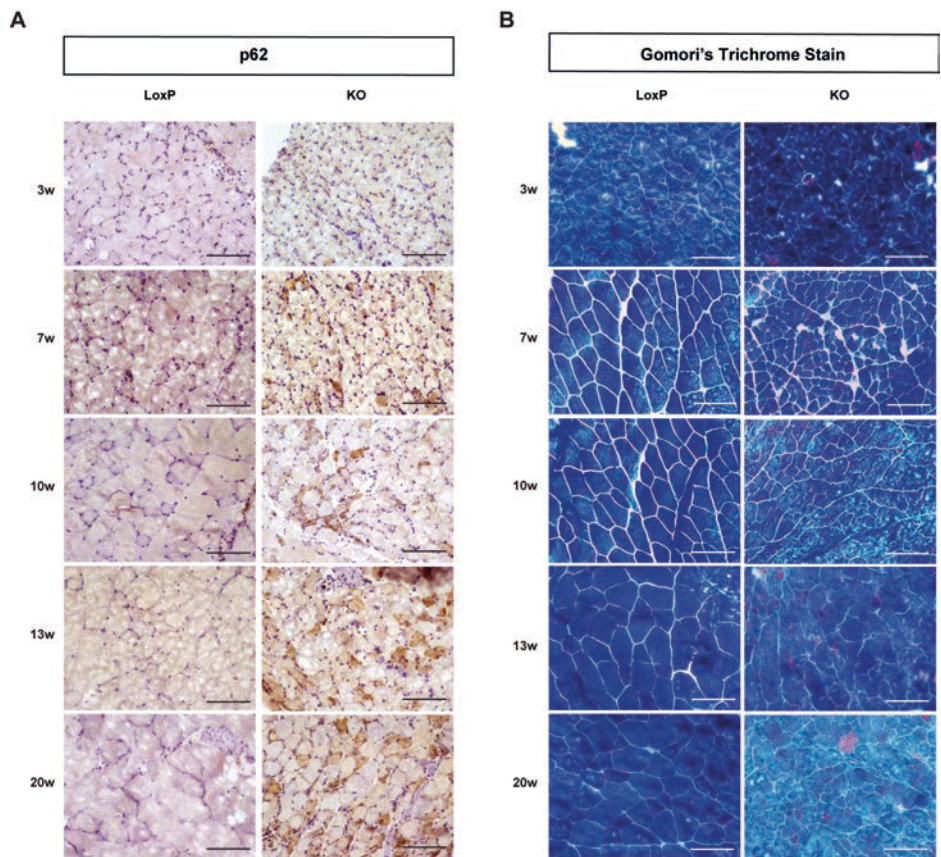 A
p62
LoxP KO
3w
7w
10w
13w
20w
B
Gomori's Trichrome Stain
LoxP KO
3w
7w
10w
13w
20w